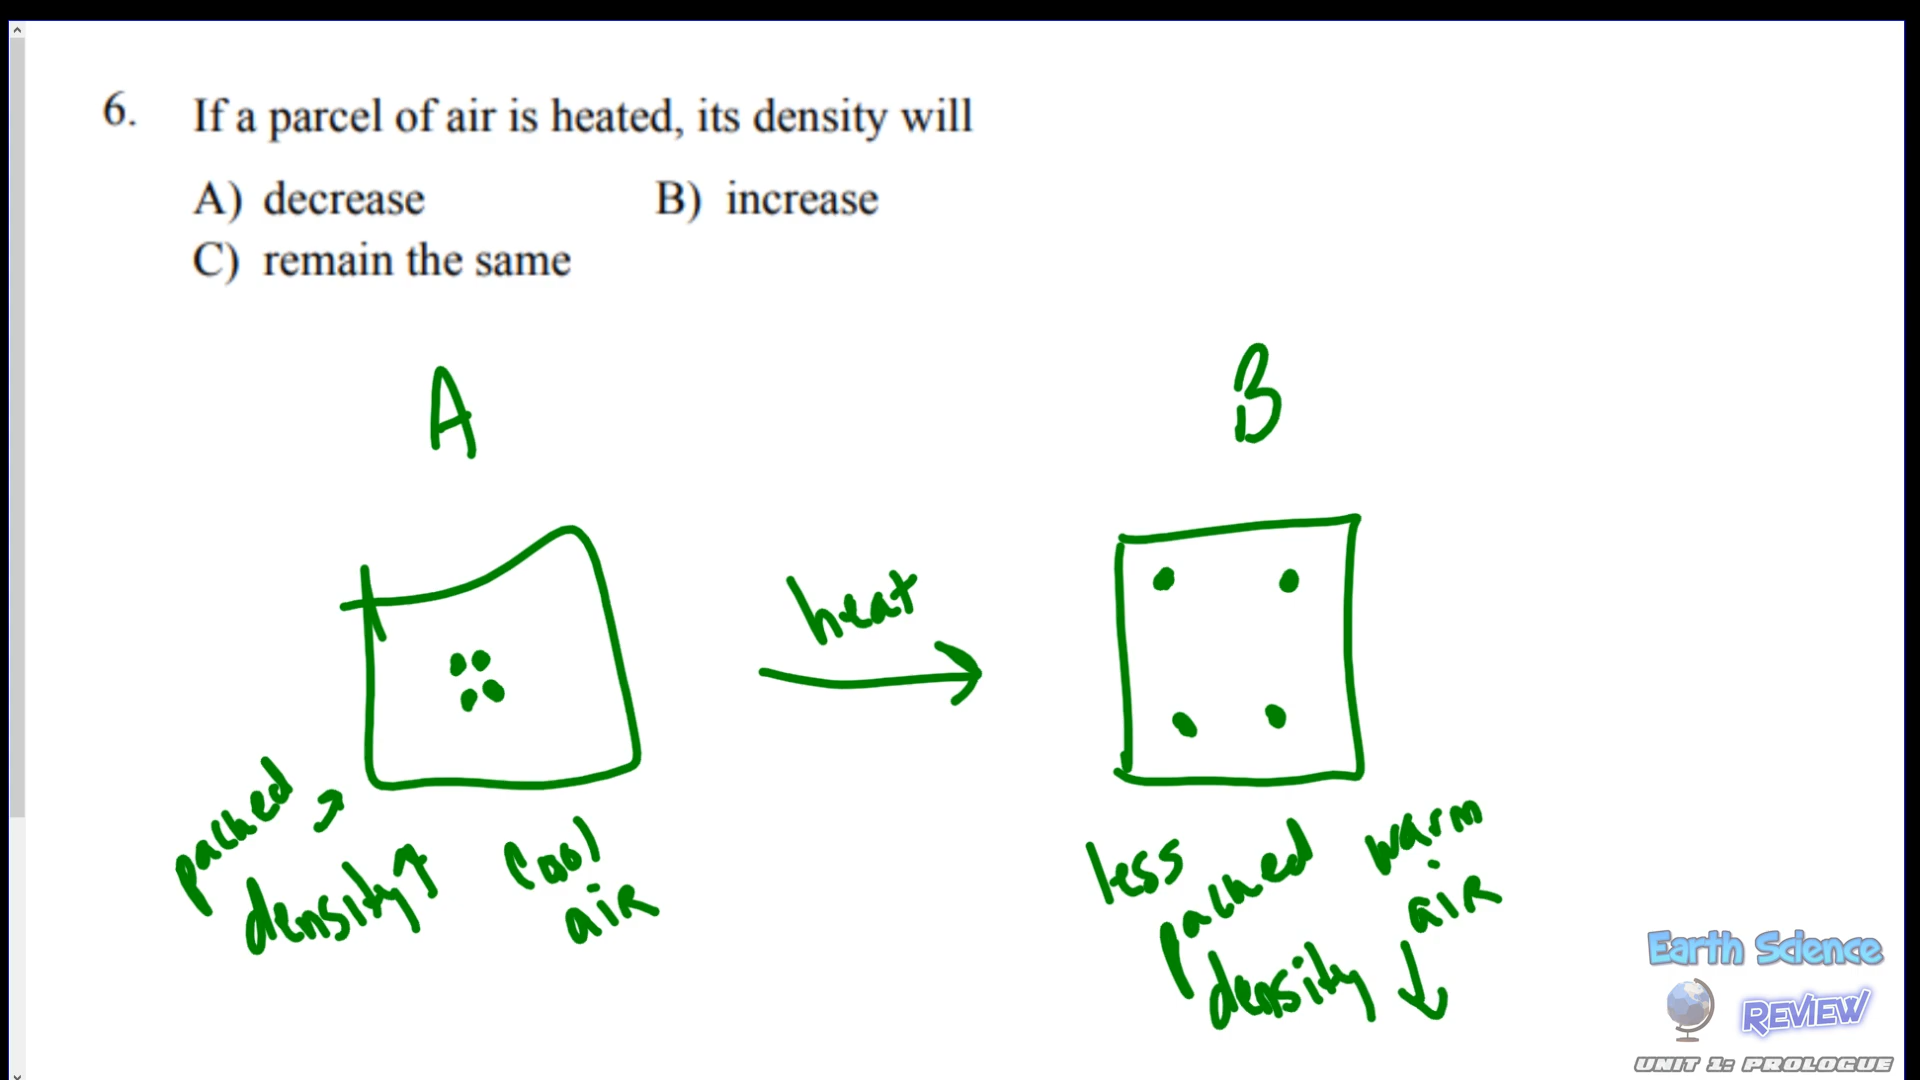 6. If a parcel of air is heated, its density will
A) decrease B) increase
C) remain the same
A B
heat
packed
density↑ cool
air
less
packed warm
air
density ↓
Earth Science
REVIEW
UNIT 1: PROLOGUE